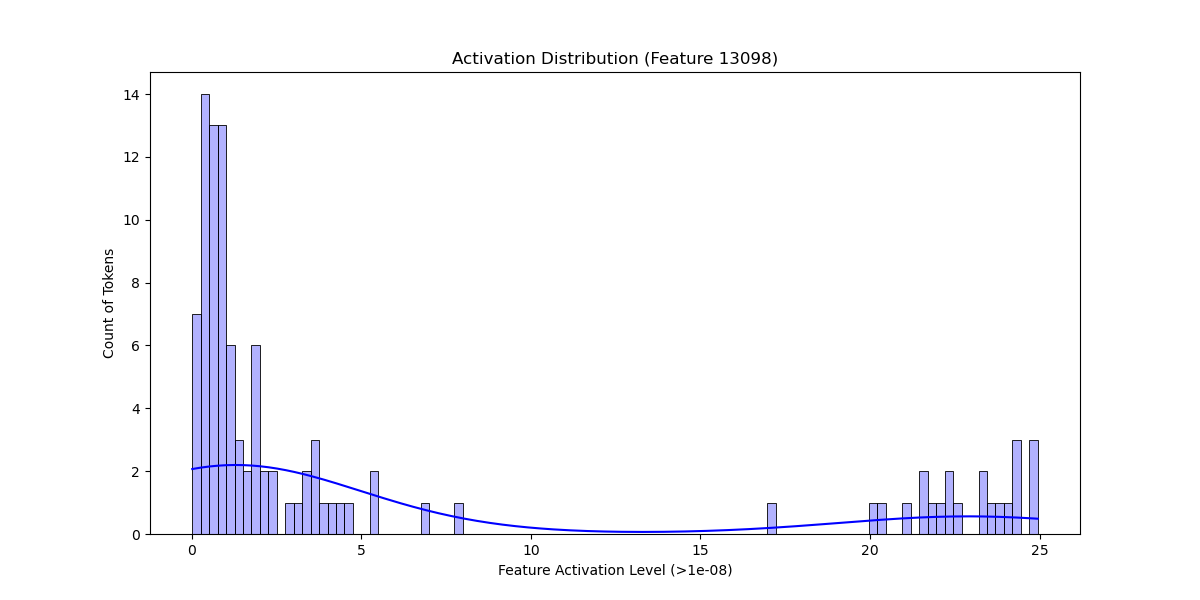 Activation Distribution (Feature 13098)
14
12
10
8
6
4
2
0
Count of Tokens
0 5 10 15 20 25
Feature Activation Level (>1e-08)